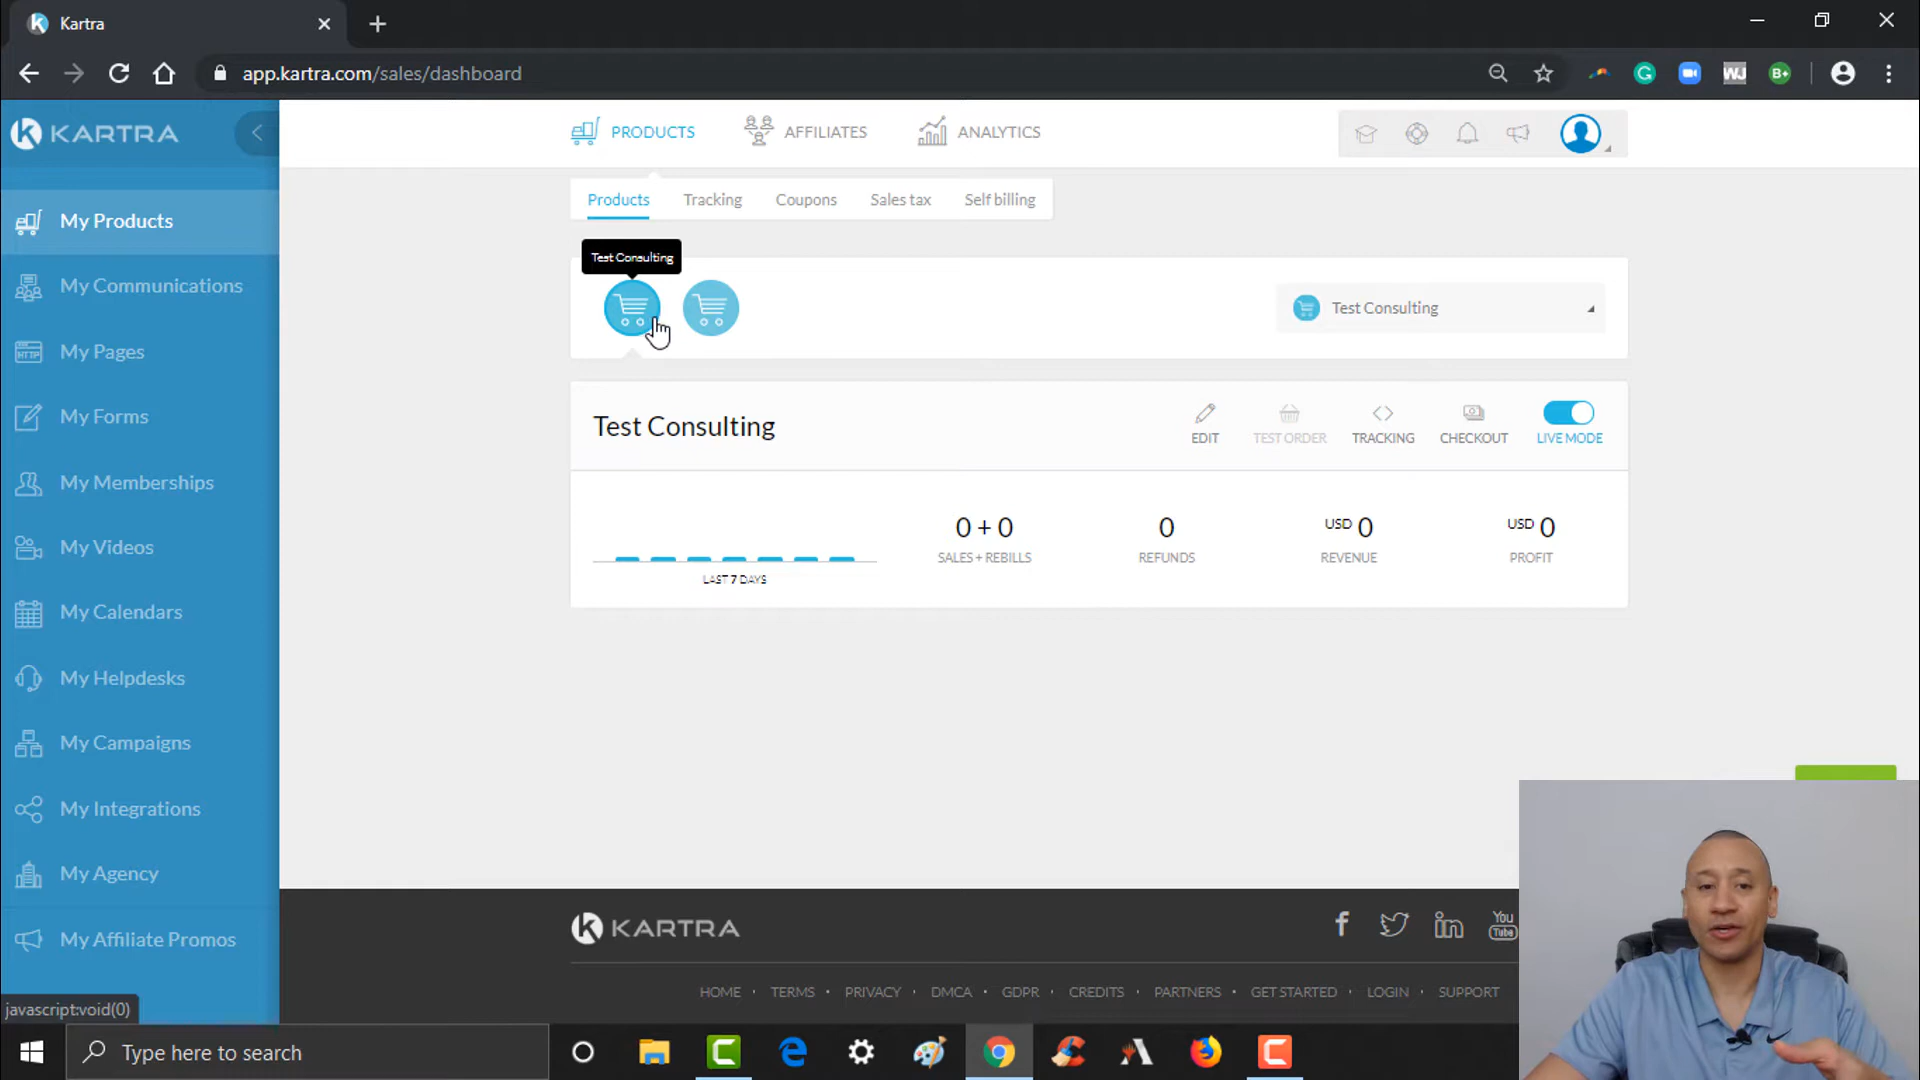 Kartra
app.kartra.com/sales/dashboard
WJ
B+
KARTRA
PRODUCTS
AFFILIATES
ANALYTICS
My Products
My Communications
My Pages
HTTP
My Forms
My Memberships
My Videos
My Calendars
My Helpdesks
My Campaigns
My Integrations
My Agency
My Affiliate Promos
Products
Tracking
Coupons
Sales tax
Self billing
Test Consulting
Test Consulting
Test Consulting
EDIT
TEST ORDER
TRACKING
CHECKOUT
LIVE MODE
LAST 7 DAYS
0 + 0
SALES + REBILLS
0
REFUNDS
USD 0
REVENUE
USD 0
PROFIT
KARTRA
You
Tube
HOME · TERMS · PRIVACY · DMCA · GDPR · CREDITS · PARTNERS · GET STARTED · LOGIN · SUPPORT
javascript:void(0)
Type here to search